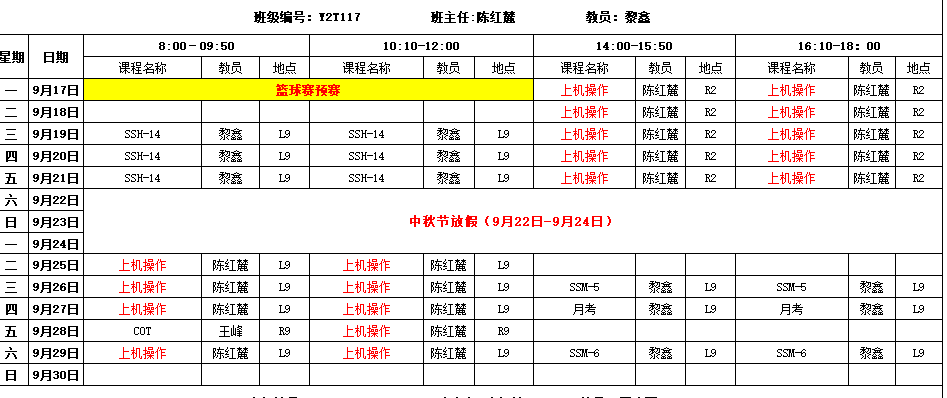 班级编号: Y2T117 班主任:陈红麓 教员: 黎鑫
星期 日期 8:00-09:50 10:10-12:00 14:00-15:50 16:10-18: 00
课程名称 教员 地点 课程名称 教员 地点 课程名称 教员 地点 课程名称 教员 地点
一 9月17日 篮球赛预赛 上机操作 陈红麓 R2 上机操作 陈红麓 R2
二 9月18日 上机操作 陈红麓 R2 上机操作 陈红麓 R2
三 9月19日 SSH-14 黎鑫 L9 SSH-14 黎鑫 L9 上机操作 陈红麓 R2 上机操作 陈红麓 R2
四 9月20日 SSH-14 黎鑫 L9 SSH-14 黎鑫 L9 上机操作 陈红麓 R2 上机操作 陈红麓 R2
五 9月21日 SSH-14 黎鑫 L9 SSH-14 黎鑫 L9 上机操作 陈红麓 R2 上机操作 陈红麓 R2
六 9月22日
日 9月23日 中秋节放假(9月22日-9月24日)
一 9月24日
二 9月25日 上机操作 陈红麓 L9 上机操作 陈红麓 L9
三 9月26日 上机操作 陈红麓 L9 上机操作 陈红麓 L9 SSM-5 黎鑫 L9 SSM-5 黎鑫 L9
四 9月27日 上机操作 陈红麓 L9 上机操作 陈红麓 L9 月考 黎鑫 L9 月考 黎鑫 L9
五 9月28日 COT 王峰 R9 上机操作 陈红麓 R9
六 9月29日 上机操作 陈红麓 L9 上机操作 陈红麓 L9 SSM-6 黎鑫 L9 SSM-6 黎鑫 L9
日 9月30日